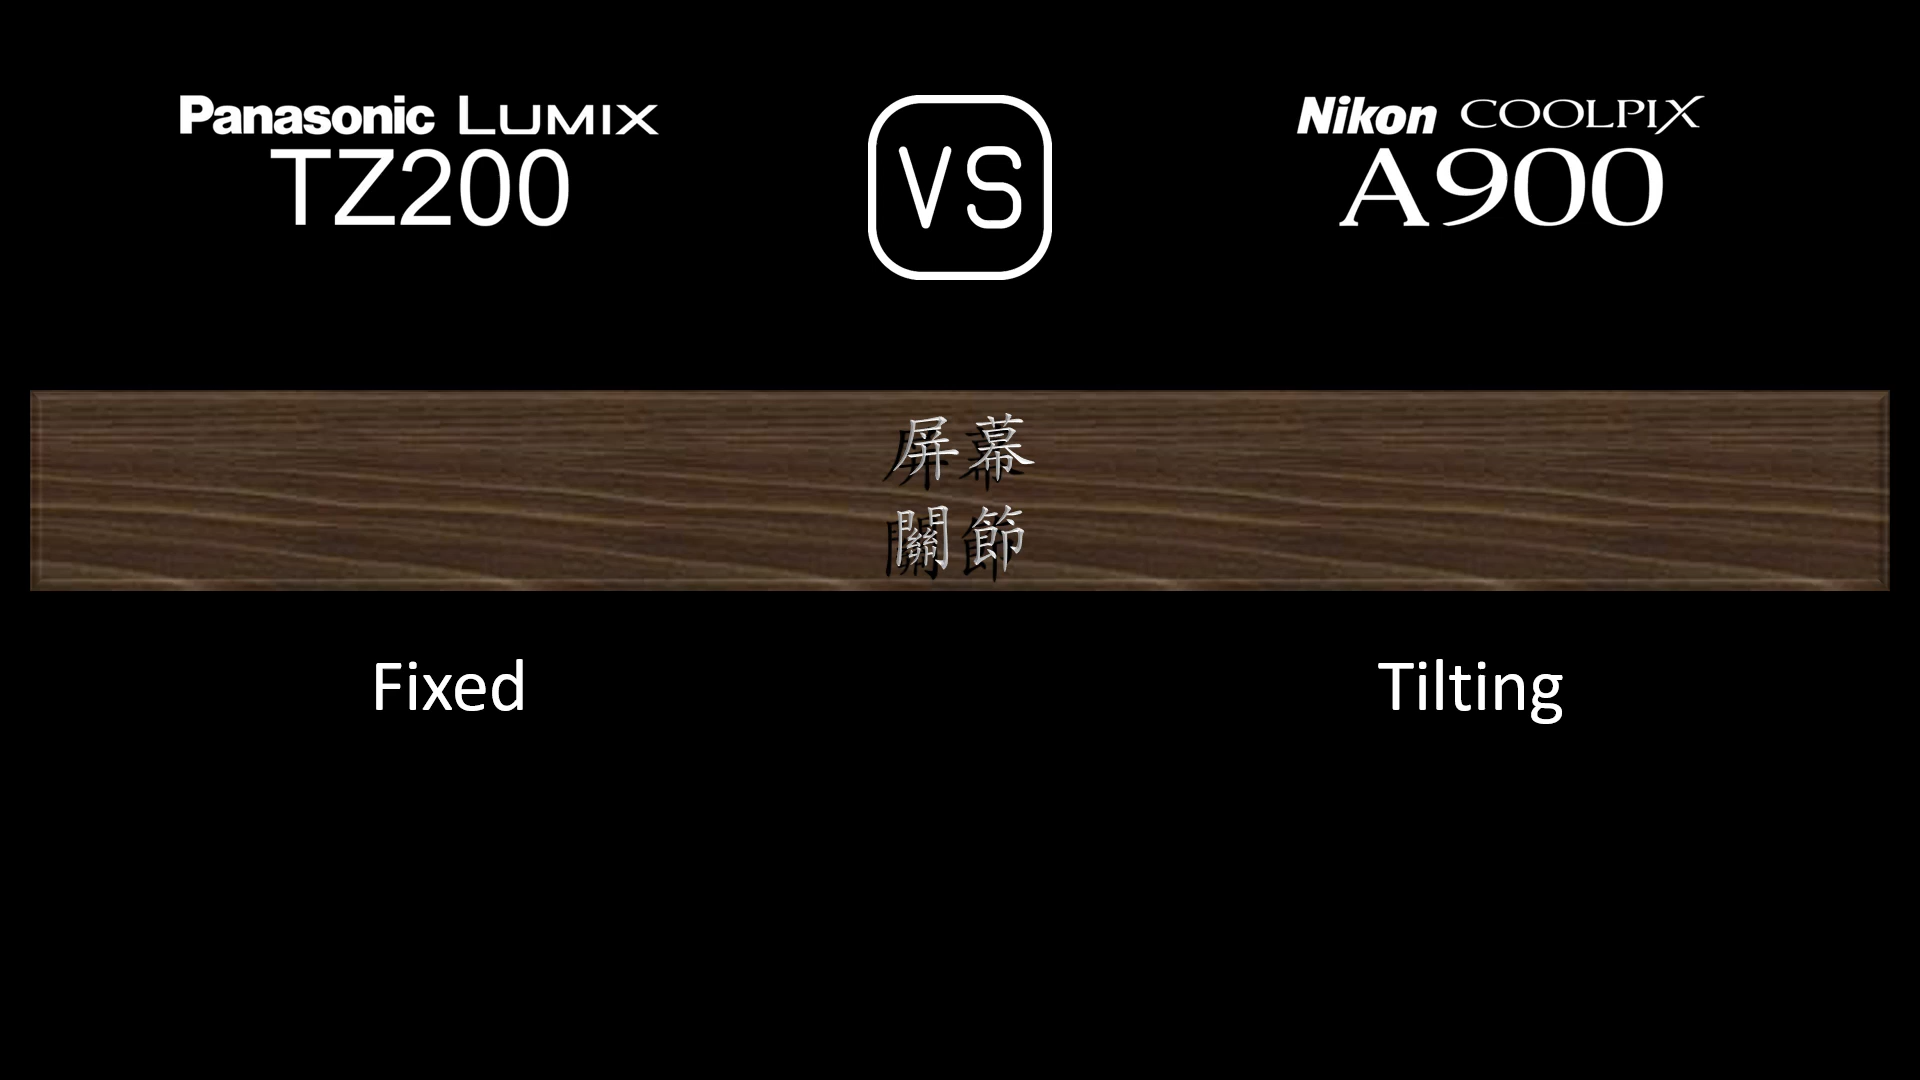 Panasonic LUMIX
TZ200
VS
Nikon COOLPIX
A900
屏幕
關節
Fixed
Tilting